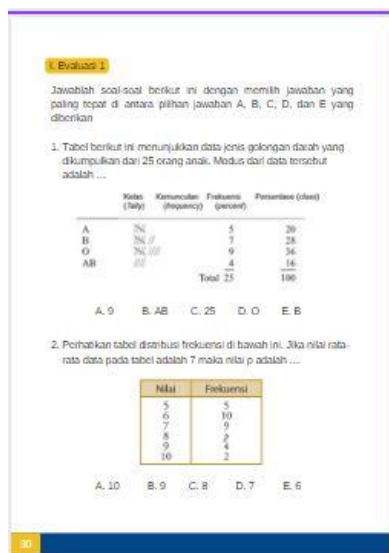 I. Evaluasi 1
Jawablah soal-soal berikut ini dengan memilih jawaban yang
paling tepat di antara pilihan jawaban A, B, C, D, dan E yang
diberikan
1. Tabel berikut ini menunjukkan data jenis golongan darah yang
dikumpulkan dari 25 orang anak. Modus dari data tersebut
adalah ...
Kelas Kemunculan Frekuensi Persentase (class)
(Tally) (frequency) (percent)
A 5 20
B 7 28
O 9 36
AB 4 16
Total 25 100
A. 9 B. AB C. 25 D. O E. B
2. Perhatikan tabel distribusi frekuensi di bawah ini. Jika nilai rata-
rata data pada tabel adalah 7 maka nilai p adalah ....
Nilai Frekuensi
5 5
6 10
7 9
8 p
9 4
10 2
A. 10 B. 9 C. 8 D. 7 E. 6
30